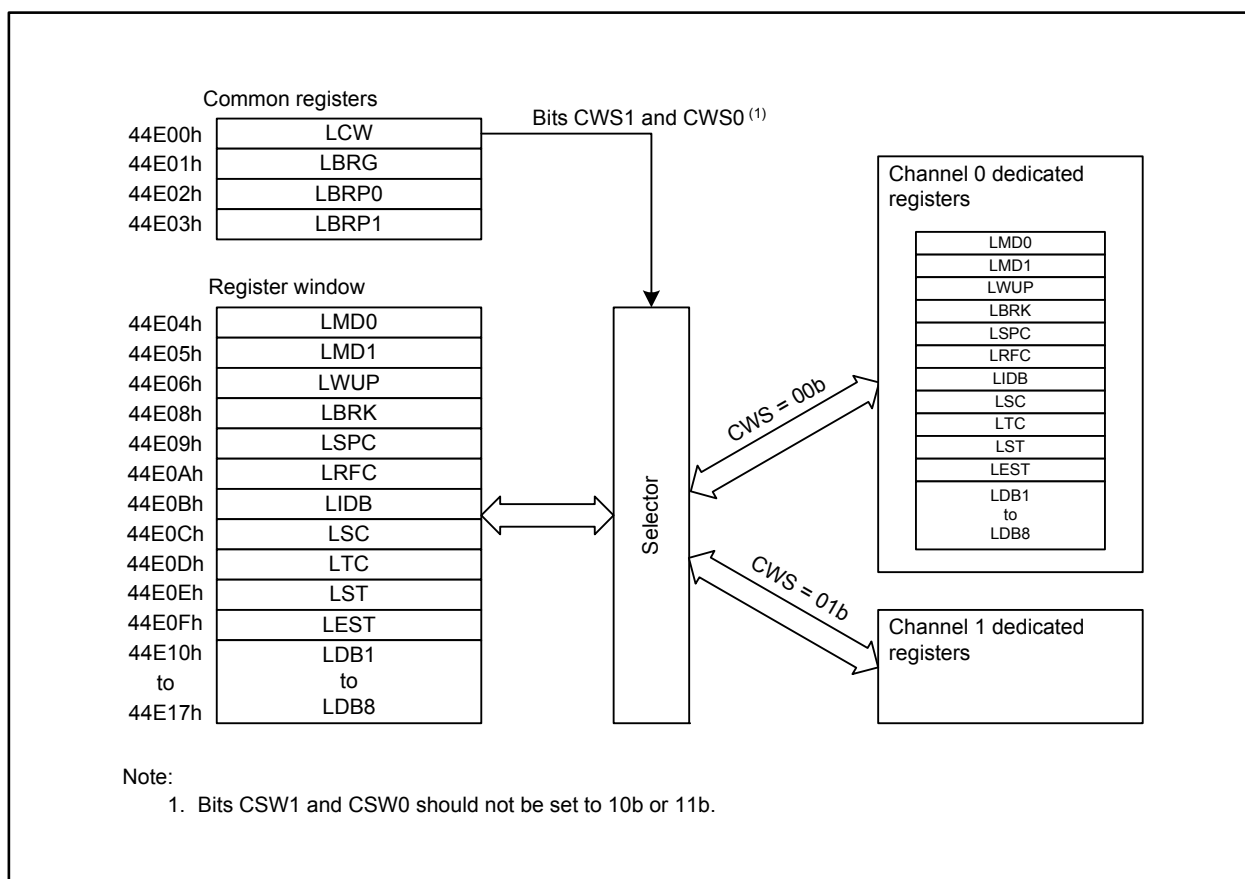 Common registers
44E00h LCW
44E01h LBRG
44E02h LBRP0
44E03h LBRP1
Bits CWS1 and CWS0 (1)
Register window
44E04h LMD0
44E05h LMD1
44E06h LWUP
44E08h LBRK
44E09h LSPC
44E0Ah LRFC
44E0Bh LIDB
44E0Ch LSC
44E0Dh LTC
44E0Eh LST
44E0Fh LEST
44E10h LDB1
to to
44E17h LDB8
Selector
CWS = 00b
CWS = 01b
Channel 0 dedicated
registers
LMD0
LMD1
LWUP
LBRK
LSPC
LRFC
LIDB
LSC
LTC
LST
LEST
LDB1
to
LDB8
Channel 1 dedicated
registers
Note:
1. Bits CSW1 and CSW0 should not be set to 10b or 11b.